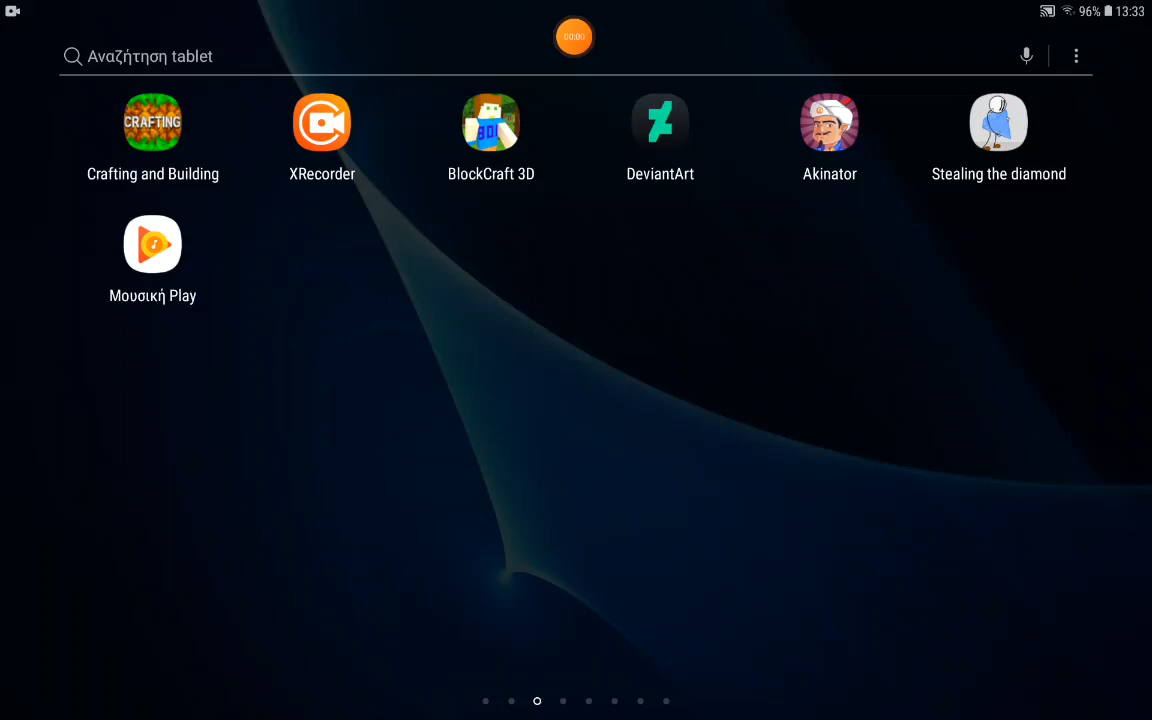 96% 13:33
00:00
Αναζήτηση tablet
CRAFTING
BO
Crafting and Building
XRecorder
BlockCraft 3D
DeviantArt
Akinator
Stealing the diamond
Μουσική Play